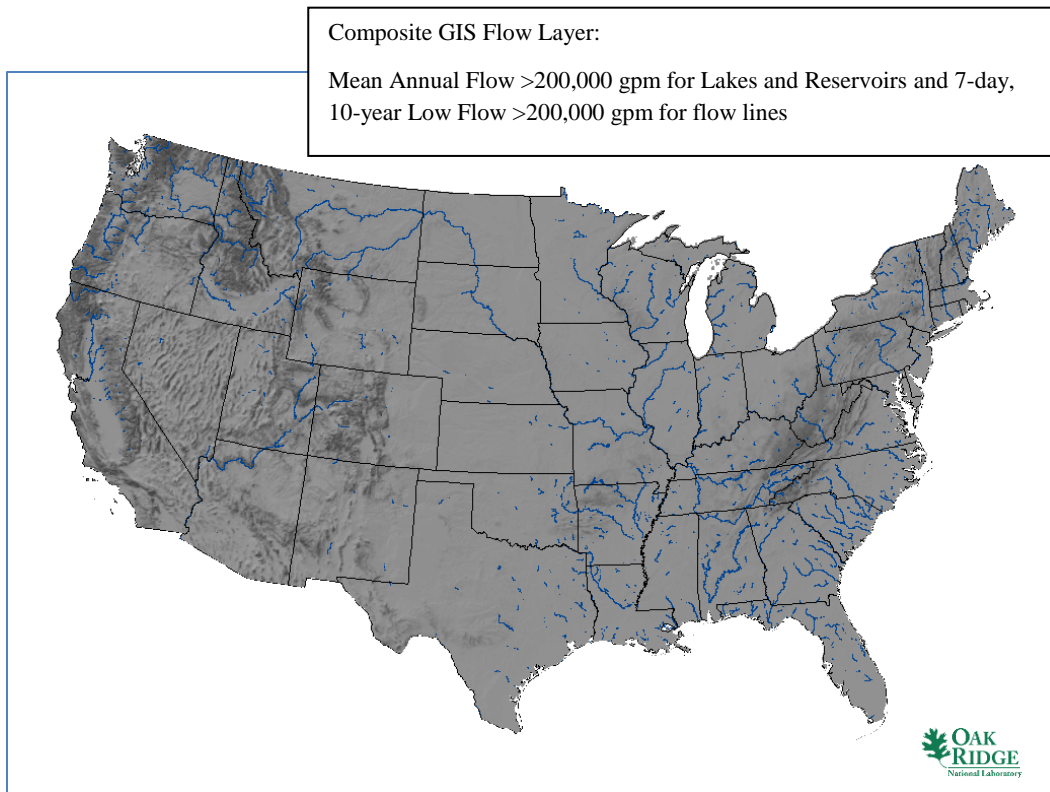 Composite GIS Flow Layer:
Mean Annual Flow >200,000 gpm for Lakes and Reservoirs and 7-day,
10-year Low Flow >200,000 gpm for flow lines
OAK
RIDGE
National Laboratory